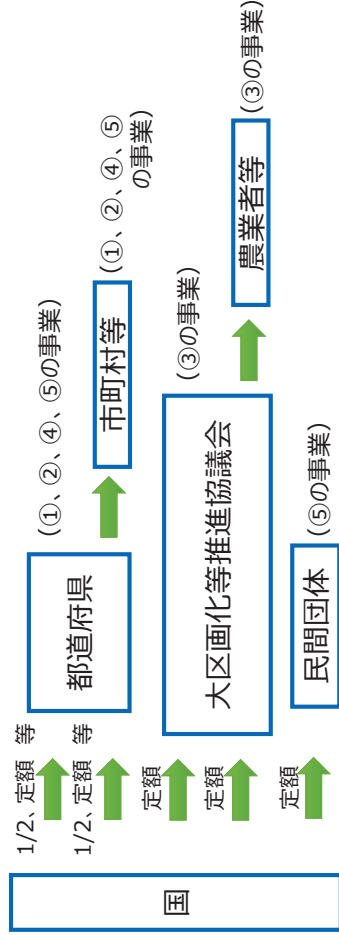 国
1/2、定額 等
1/2、定額 等
定額
定額
定額
都道府県
(①、②、④、⑤の事業)
市町村等
(①、②、④、⑤
の事業)
大区画化等推進協議会
(③の事業)
農業者等
(③の事業)
民間団体
(⑤の事業)